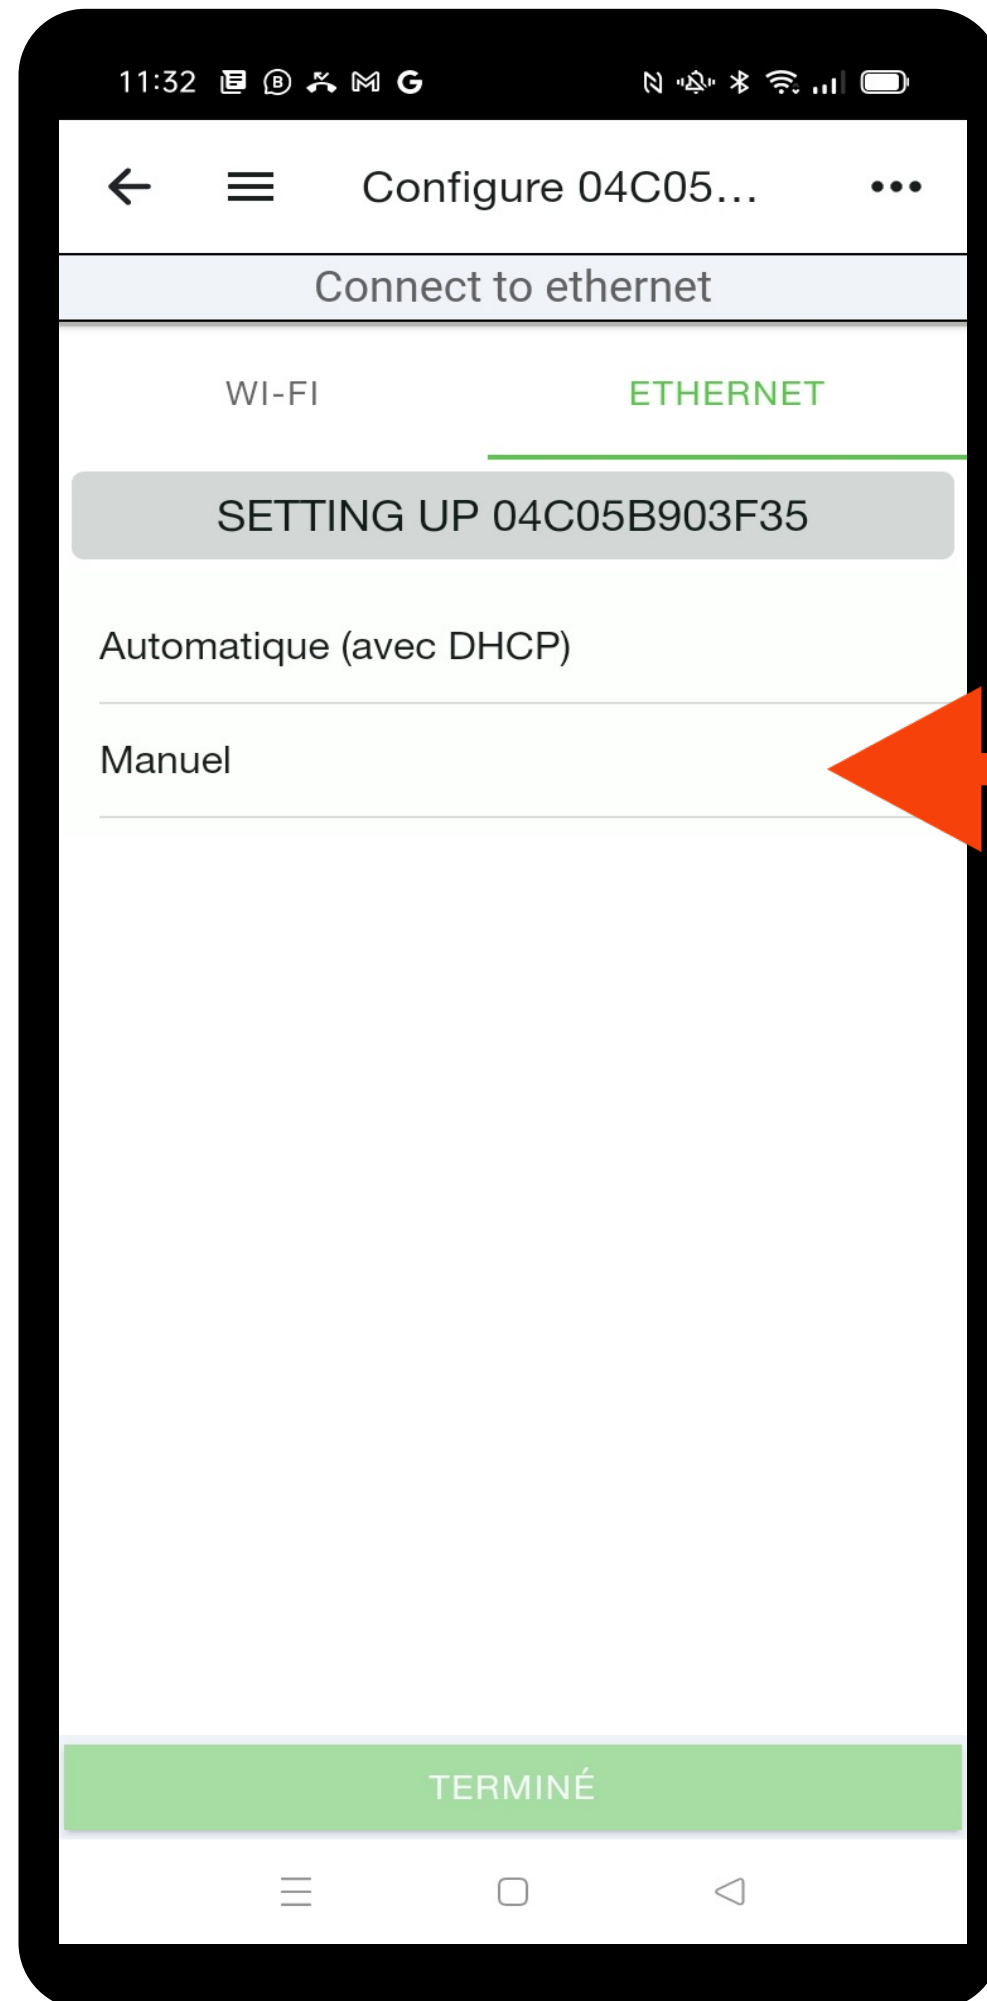 11:32
Configure 04C05...
Connect to ethernet
WI-FI
ETHERNET
SETTING UP 04C05B903F35
Automatique (avec DHCP)
Manuel
TERMINÉ